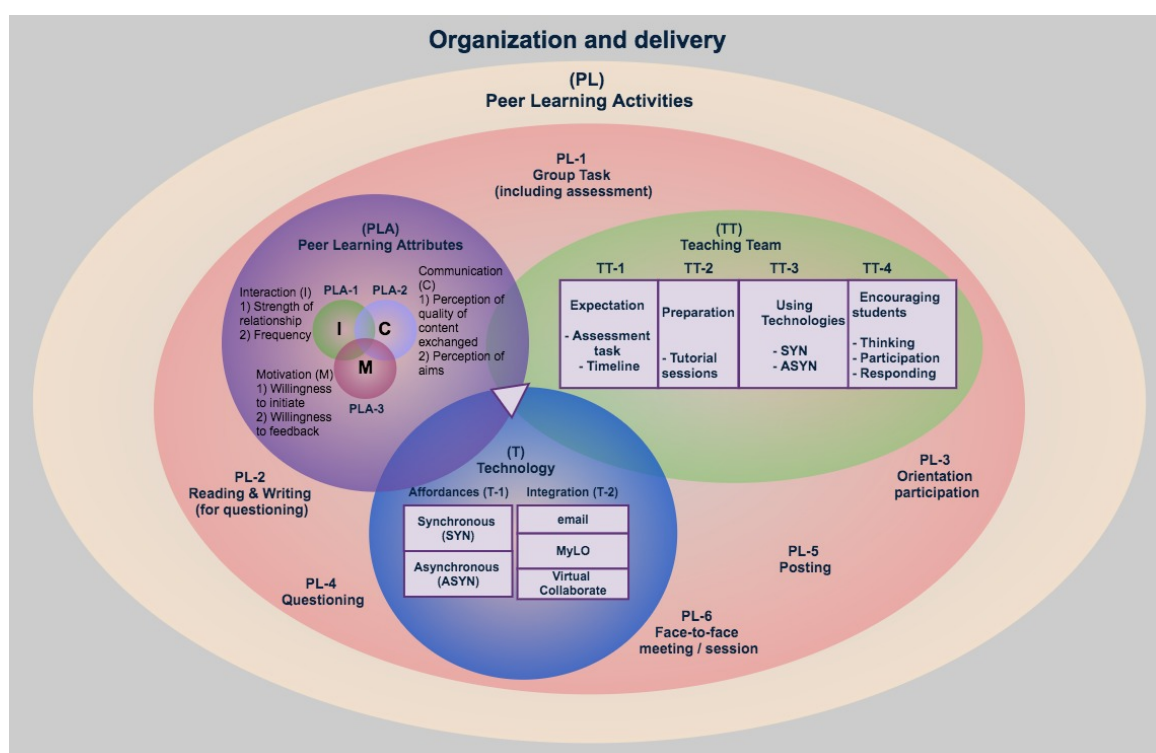 Organization and delivery
(PL)
Peer Learning Activities
PL-1
Group Task
(including assessment)
(PLA)
Peer Learning Attributes
PLA-1
PLA-2
Interaction (I)
1) Strength of
relationship
2) Frequency
I
C
M
Communication
(C)
1) Perception of
quality of
content
exchanged
2) Perception of
aims
Motivation (M)
1) Willingness
to initiate
2) Willingness
to feedback
PLA-3
(TT)
Teaching Team
TT-1
TT-2
TT-3
TT-4
Expectation
- Assessment
task
- Timeline
Preparation
- Tutorial
sessions
Using
Technologies
- SYN
- ASYN
Encouraging
students
- Thinking
- Participation
- Responding
(T)
Technology
Affordances (T-1)
Integration (T-2)
Synchronous
(SYN)
Asynchronous
(ASYN)
email
MyLO
Virtual
Collaborate
PL-2
Reading & Writing
(for questioning)
PL-3
Orientation
participation
PL-4
Questioning
PL-5
Posting
PL-6
Face-to-face
meeting / session